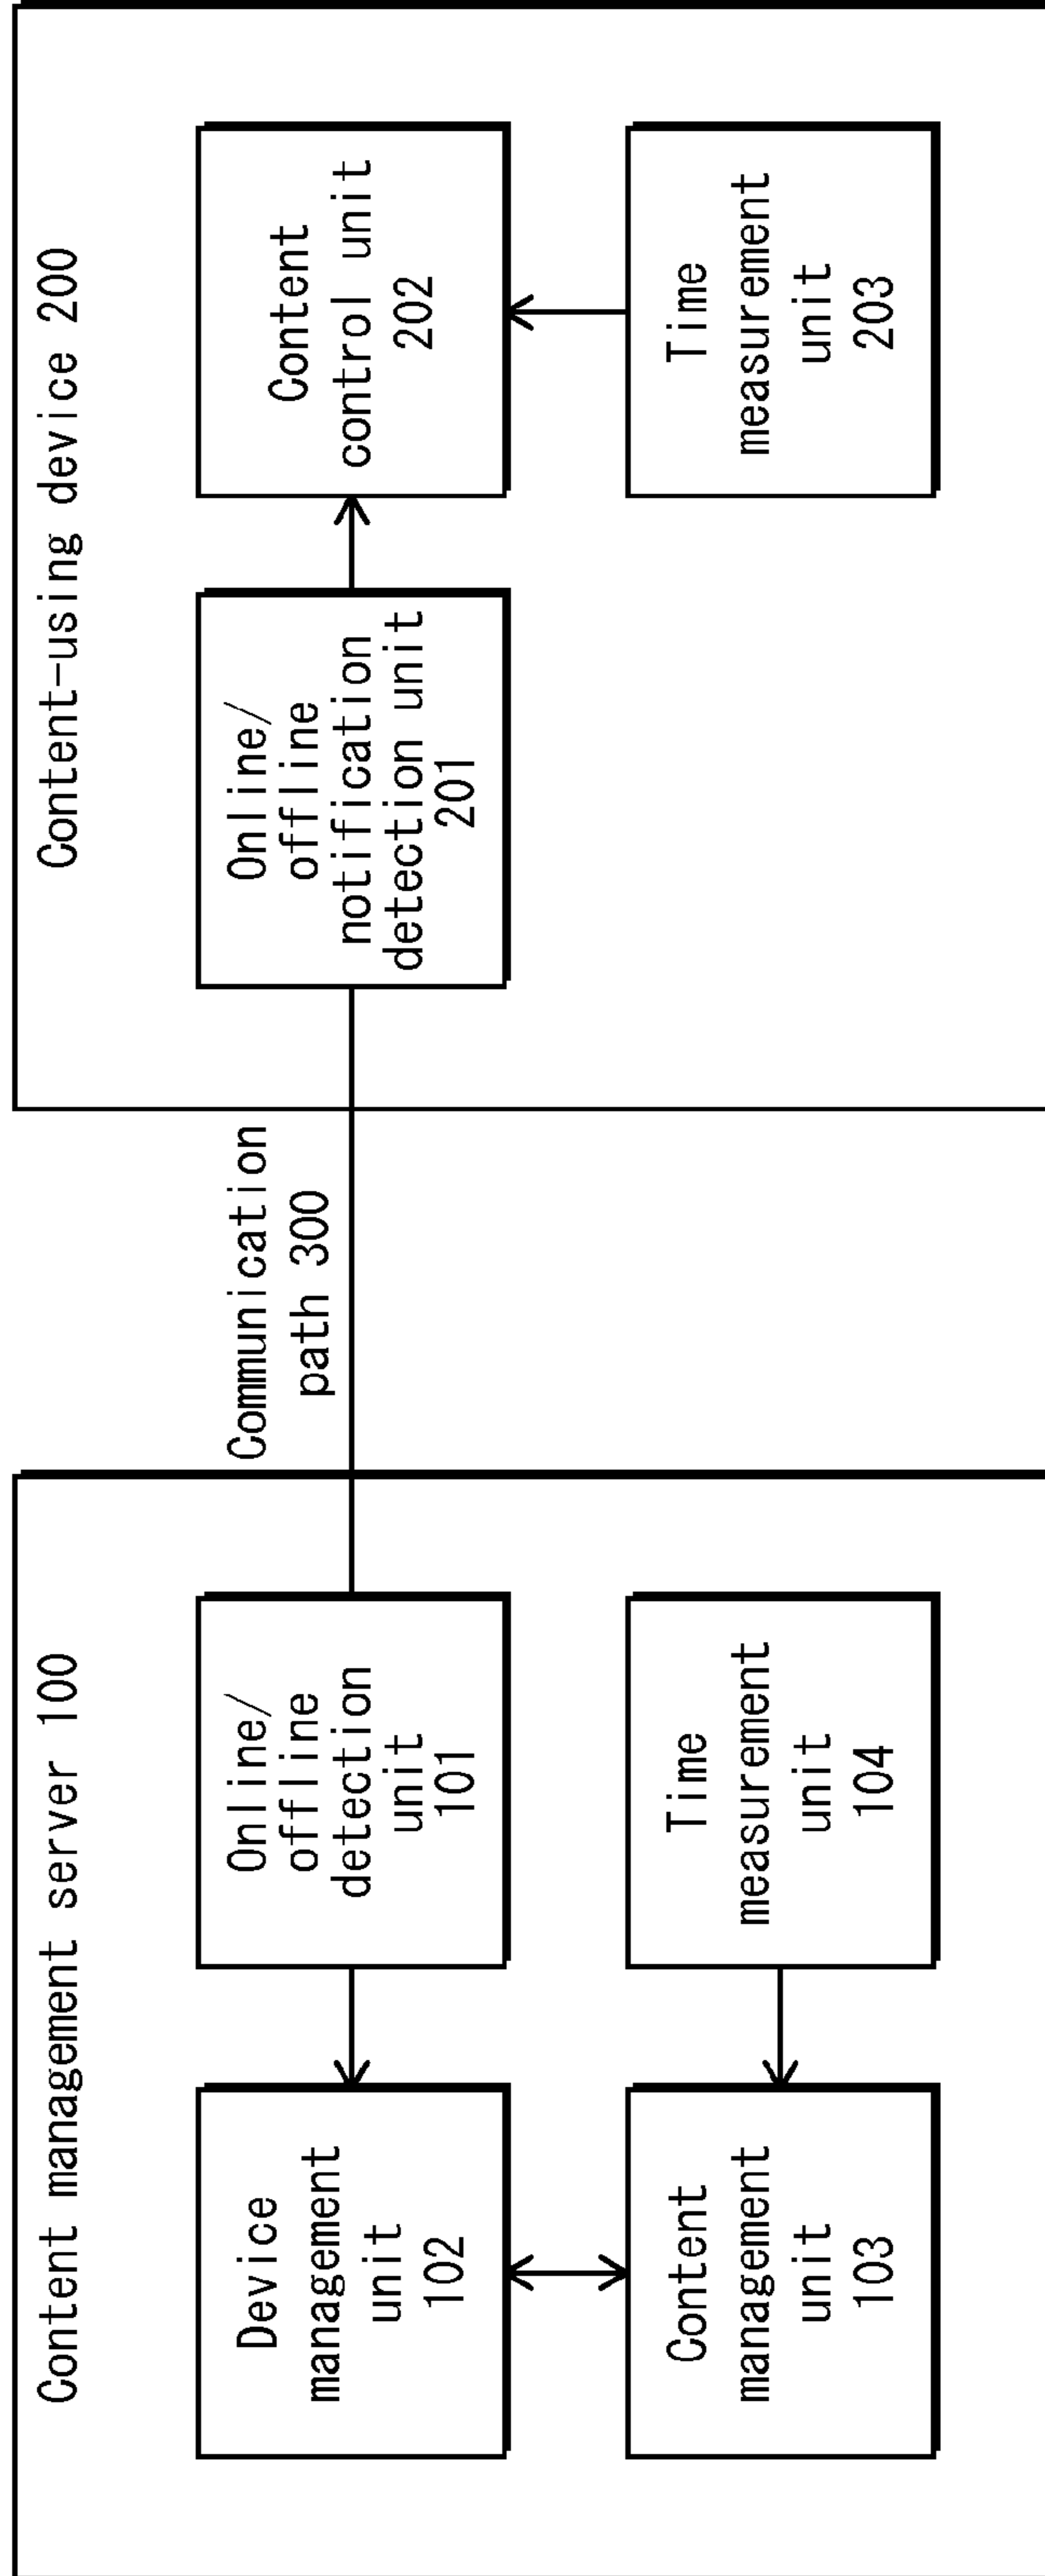 Content management server 100
Device
management
unit
102
Online/
offline
detection
unit
101
Content
management
unit
103
Time
measurement
unit
104
Communication
path 300
Content-using device 200
Online/
offline
notification
detection unit
201
Content
control unit
202
Time
measurement
unit
203